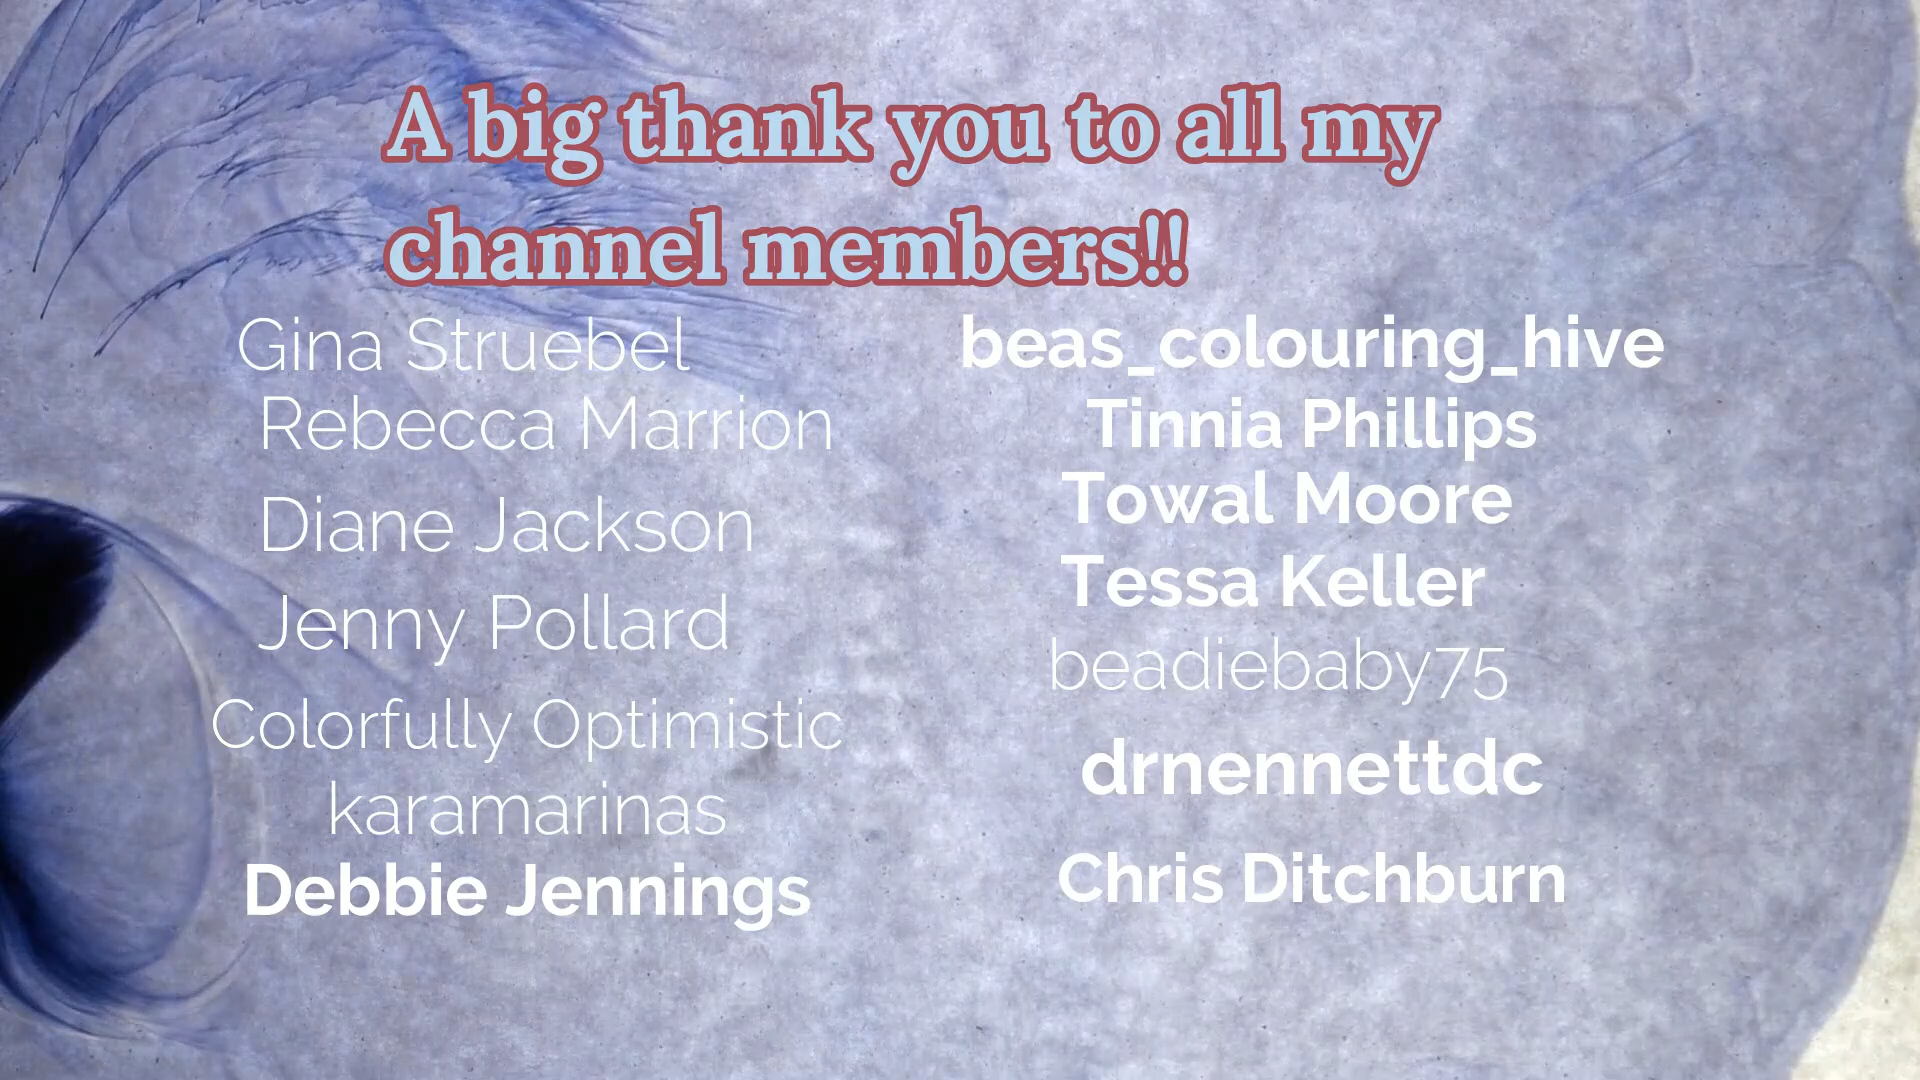 A big thank you to all my
channel members!!
Gina Struebel
Rebecca Marrion
Diane Jackson
Jenny Pollard
Colorfully Optimistic
karamarinas
Debbie Jennings
beas_colouring_hive
Tinnia Phillips
Towal Moore
Tessa Keller
beadiebaby75
drnennettdc
Chris Ditchburn